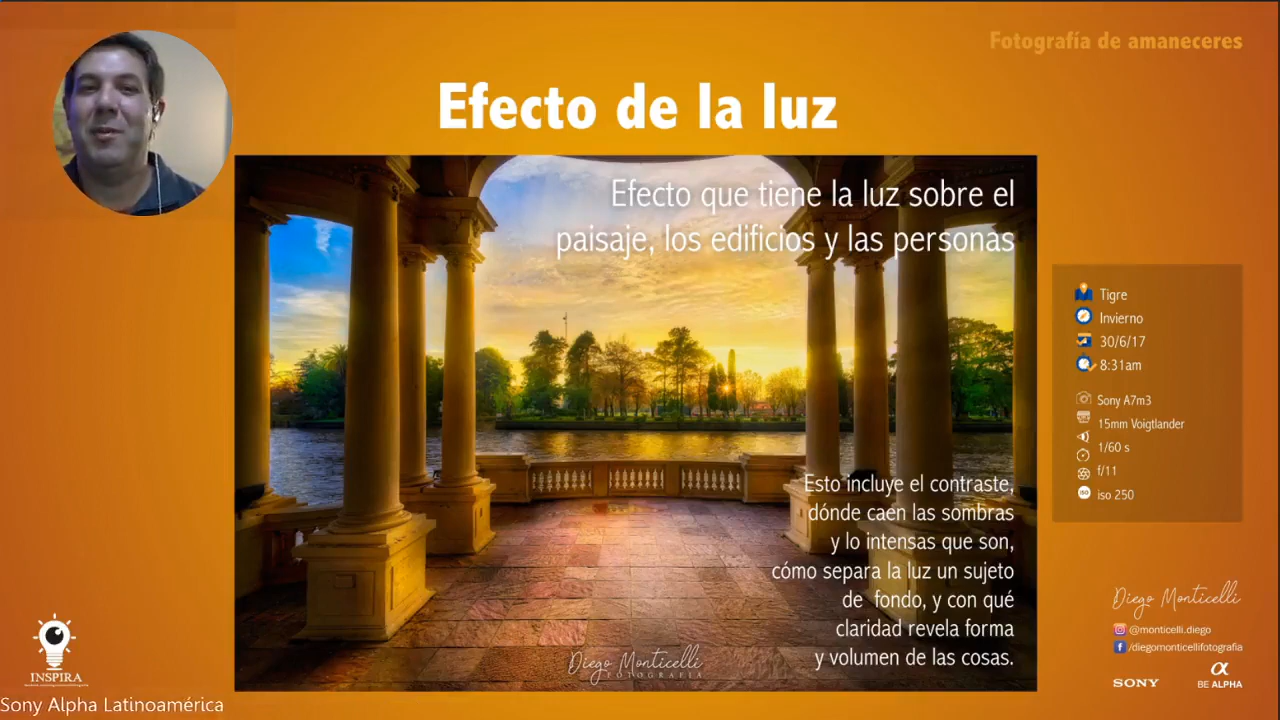 Fotografía de amaneceres
Efecto de la luz
Efecto que tiene la luz sobre el
paisaje, los edificios y las personas
Tigre
Invierno
30/6/17
8:31am
Sony A7m3
15mm Voigtlander
1/60 s
f/11
ISO
iso 250
Esto incluye el contraste,
dónde caen las sombras
y lo intensas que son,
cómo separa la luz un sujeto
de fondo, y con qué
claridad revela forma
y volumen de las cosas.
Diego Monticelli
FOTOGRAFIA
Diego Monticelli
@monticelli.diego
/diegomonticellifotografia
SONY
α
BE ALPHA
INSPIRA
Sony Alpha Latinoamérica